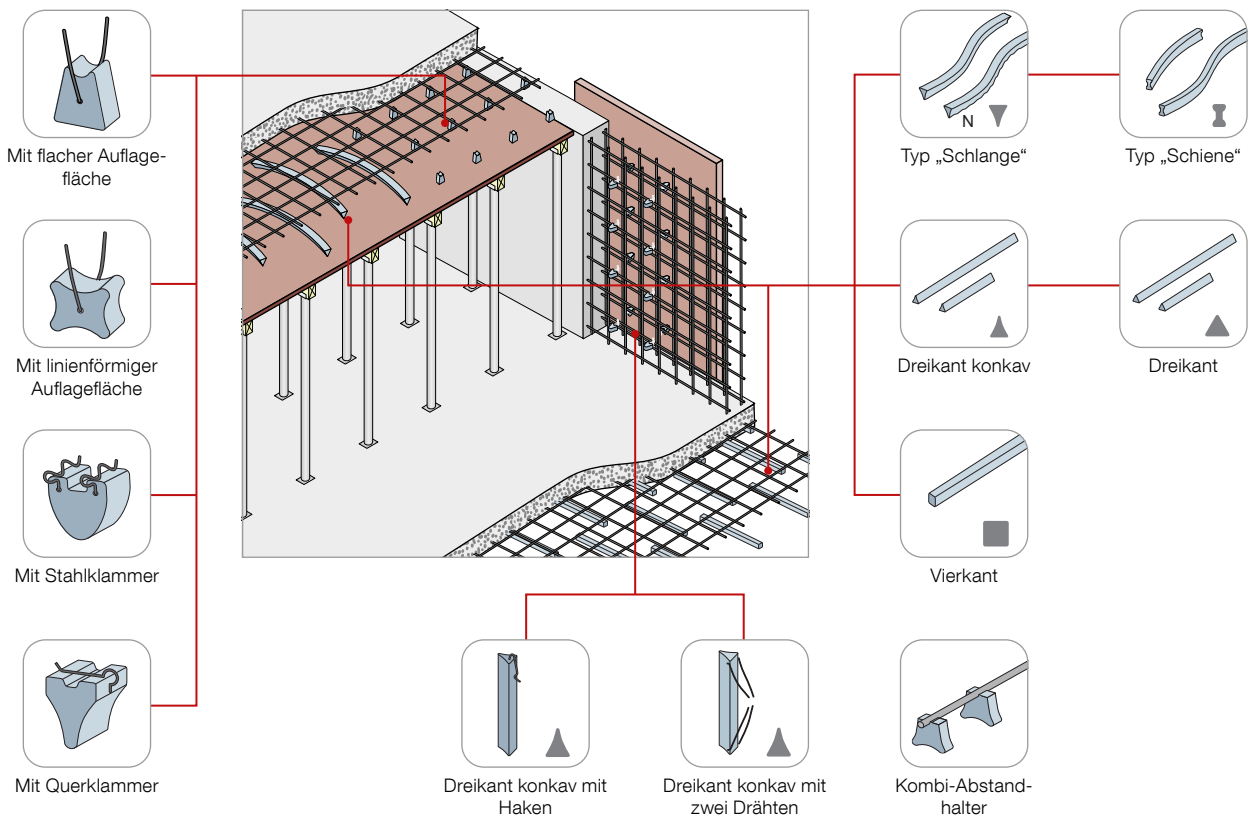 Mit flacher Auflage-
fläche
Mit linienförmiger
Auflagefläche
Mit Stahlklammer
Mit Querklammer
N
Typ „Schlange“
Typ „Schiene“
Dreikant konkav
Dreikant
Vierkant
Dreikant konkav mit
Haken
Dreikant konkav mit
zwei Drähten
Kombi-Abstand-
halter